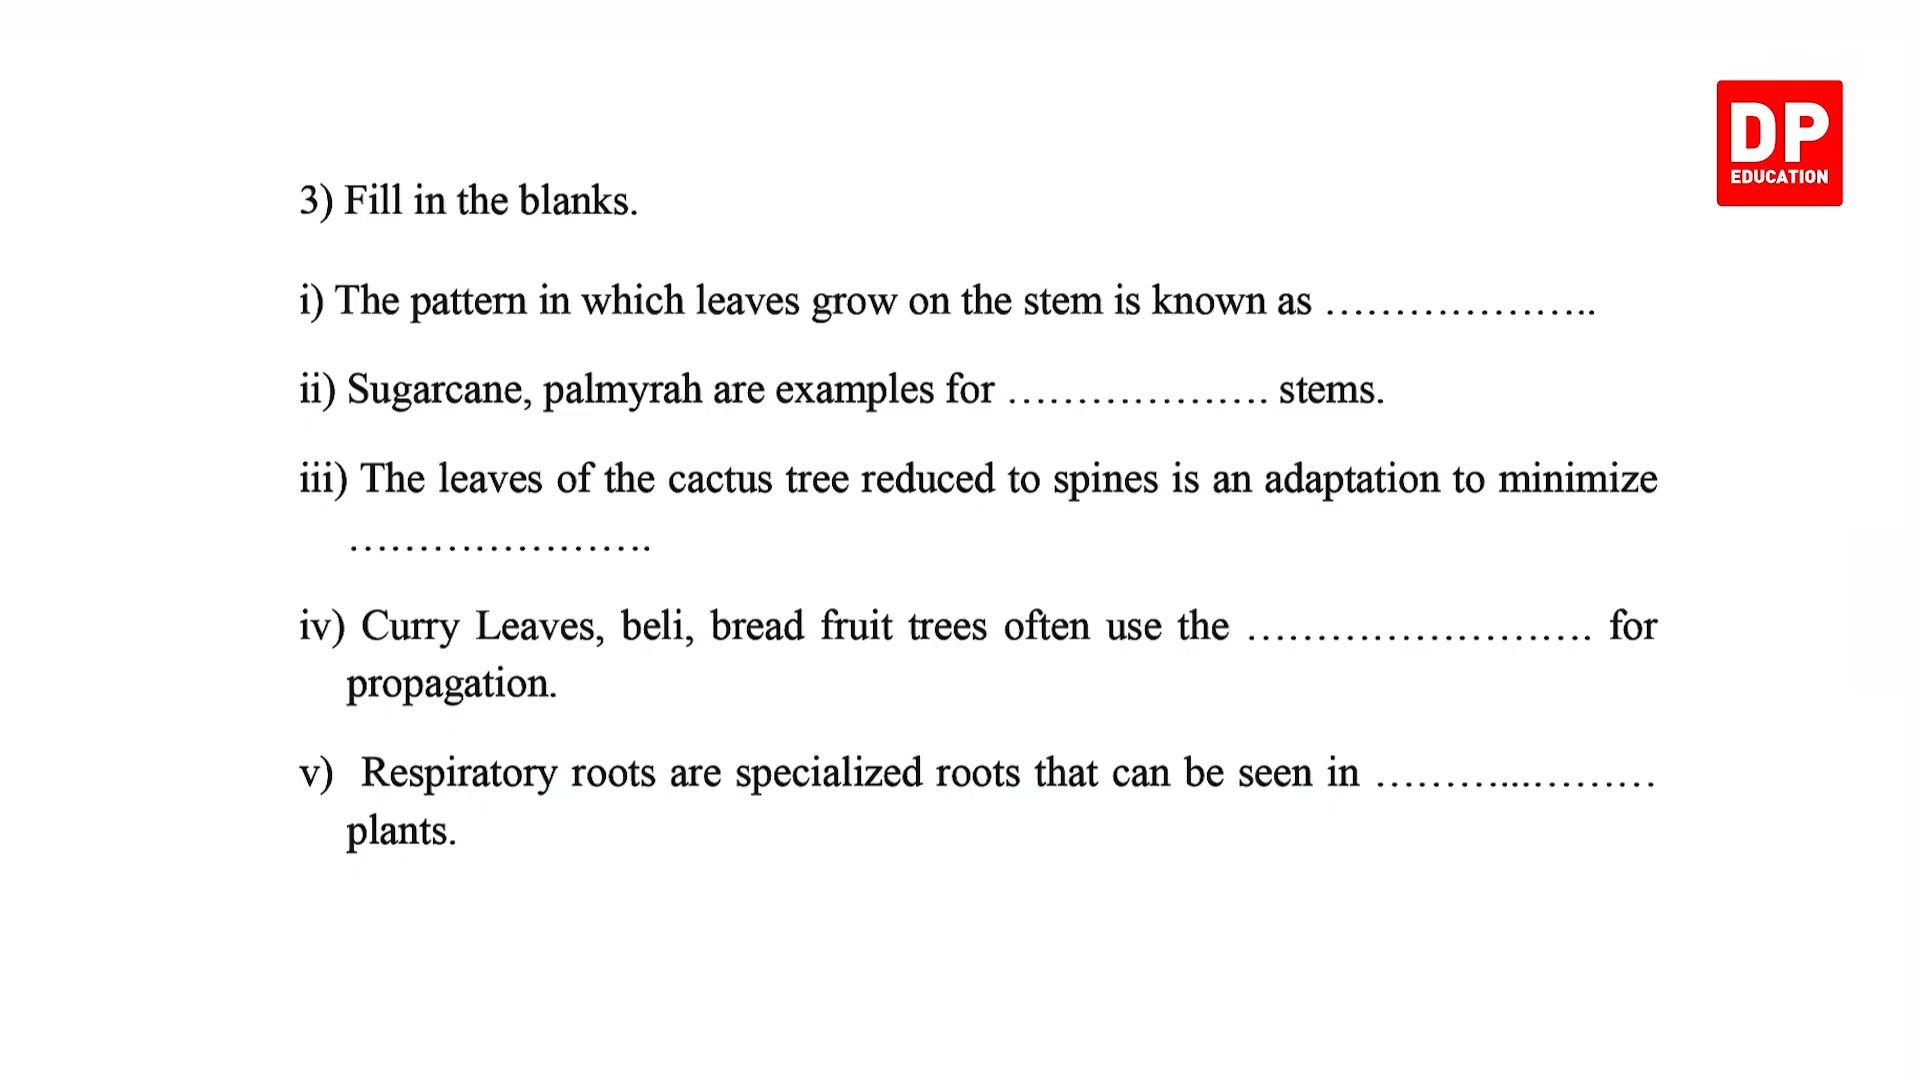 DP
EDUCATION
3) Fill in the blanks.
i) The pattern in which leaves grow on the stem is known as ………………..
ii) Sugarcane, palmyrah are examples for ………………. stems.
iii) The leaves of the cactus tree reduced to spines is an adaptation to minimize
………………….
iv) Curry Leaves, beli, bread fruit trees often use the ……………………. for
propagation.
v) Respiratory roots are specialized roots that can be seen in ………...………
plants.